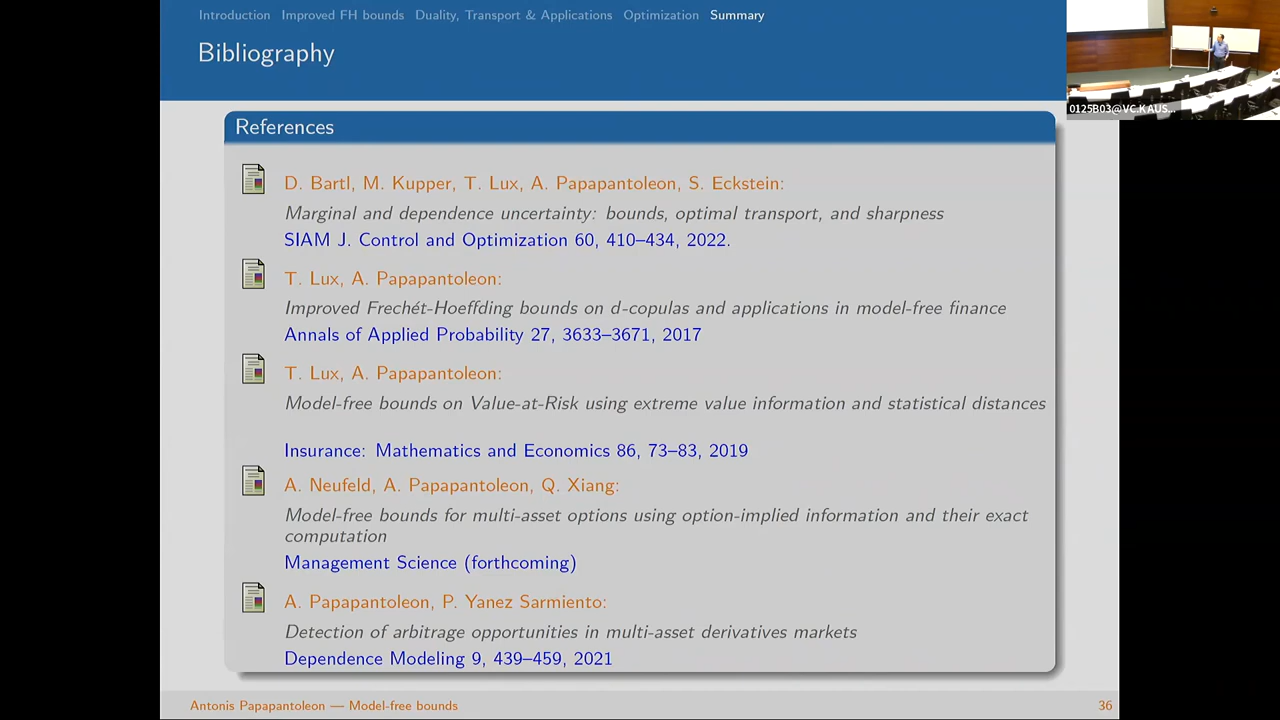 Introduction Improved FH bounds Duality, Transport & Applications Optimization Summary
Bibliography
0125B03@VC.KAUS...
References
D. Bartl, M. Kupper, T. Lux, A. Papapantoleon, S. Eckstein:
Marginal and dependence uncertainty: bounds, optimal transport, and sharpness
SIAM J. Control and Optimization 60, 410–434, 2022.
T. Lux, A. Papapantoleon:
Improved Frechét-Hoeffding bounds on d-copulas and applications in model-free finance
Annals of Applied Probability 27, 3633–3671, 2017
T. Lux, A. Papapantoleon:
Model-free bounds on Value-at-Risk using extreme value information and statistical distances
Insurance: Mathematics and Economics 86, 73–83, 2019
A. Neufeld, A. Papapantoleon, Q. Xiang:
Model-free bounds for multi-asset options using option-implied information and their exact
computation
Management Science (forthcoming)
A. Papapantoleon, P. Yanez Sarmiento:
Detection of arbitrage opportunities in multi-asset derivatives markets
Dependence Modeling 9, 439–459, 2021
Antonis Papapantoleon — Model-free bounds 36